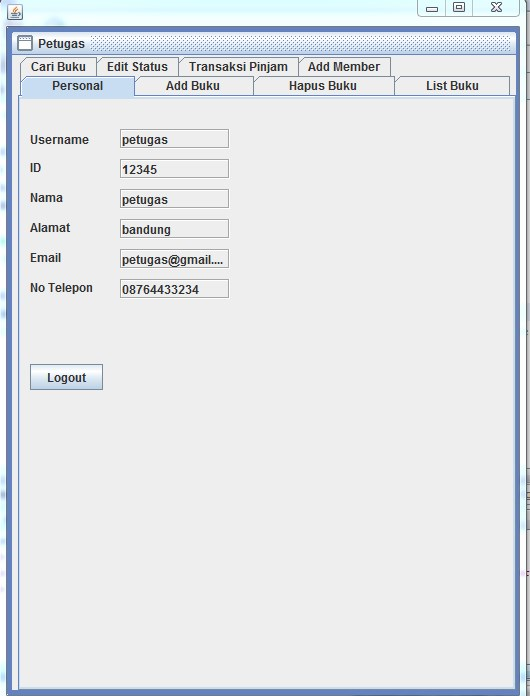 Petugas
Cari Buku Edit Status Transaksi Pinjam Add Member
Personal Add Buku Hapus Buku List Buku
Username petugas
ID 12345
Nama petugas
Alamat bandung
Email petugas@gmail....
No Telepon 08764433234
Logout